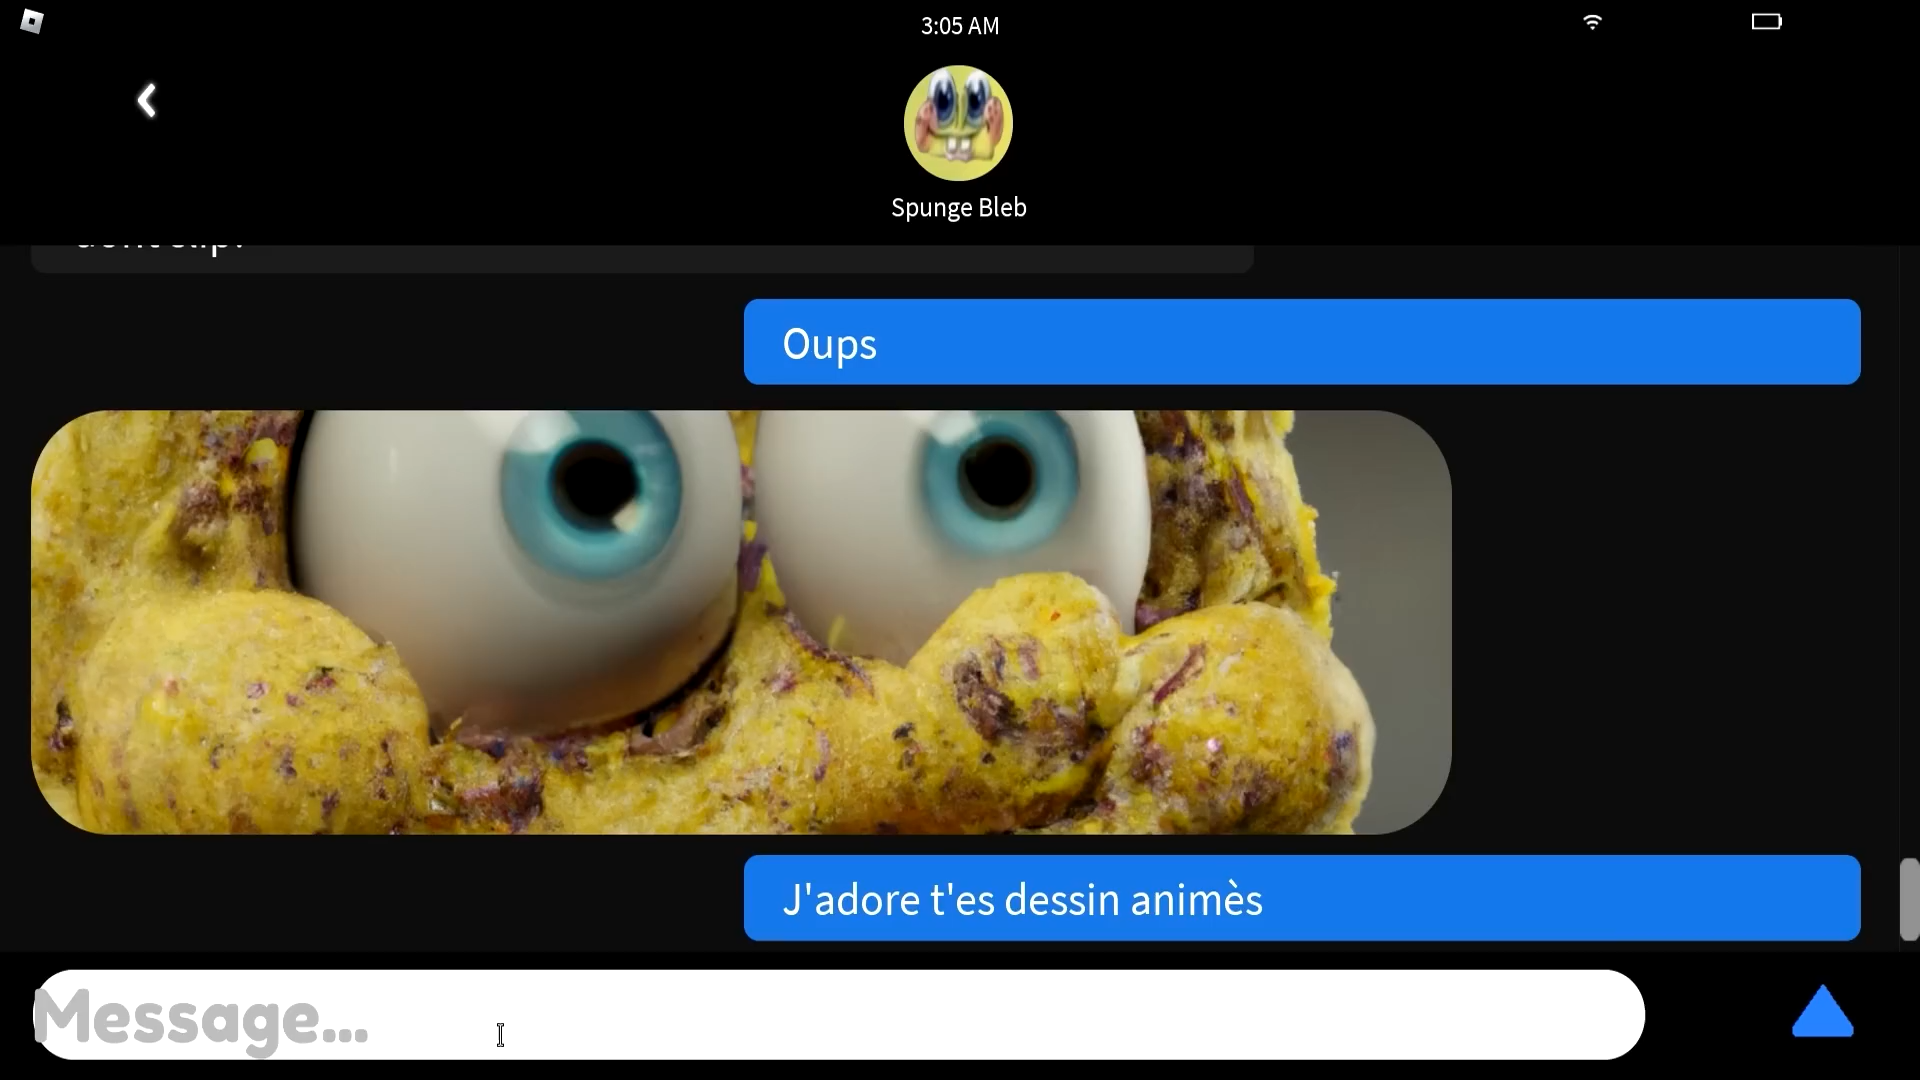 3:05 AM
Spunge Bleb
Oups
J'adore t'es dessin animès
Message...